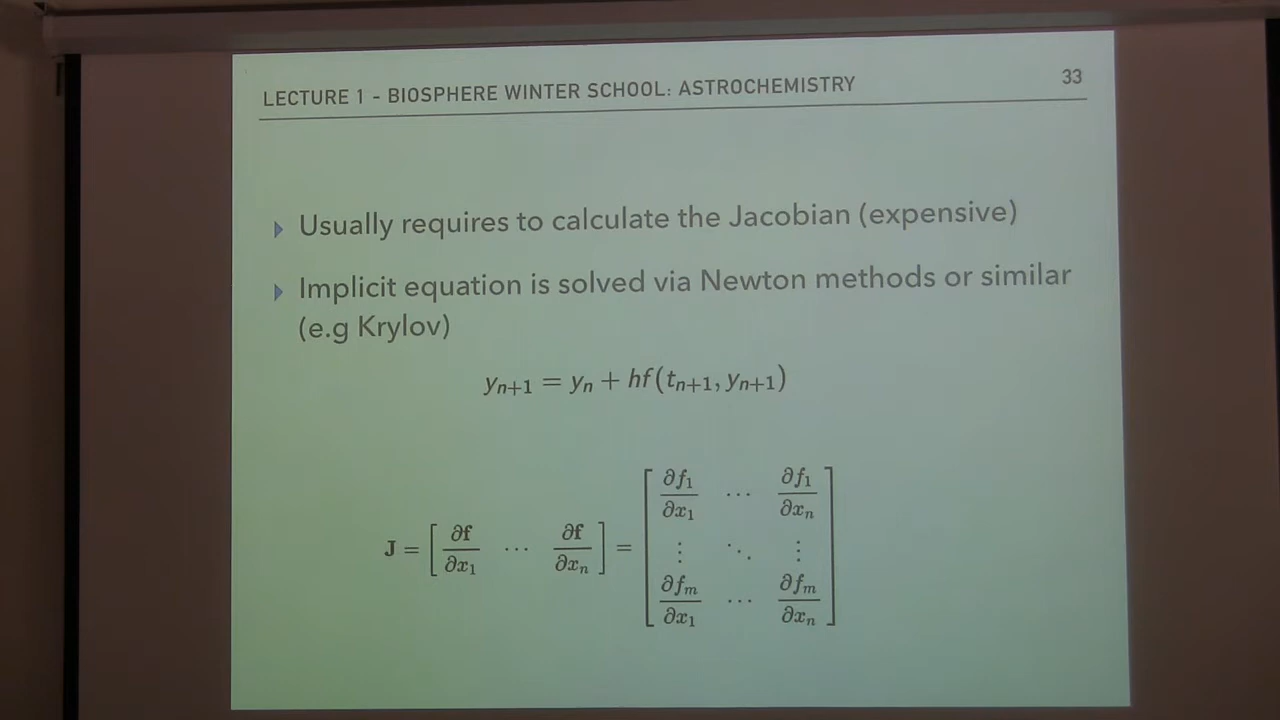 LECTURE 1 - BIOSPHERE WINTER SCHOOL: ASTROCHEMISTRY 33
Usually requires to calculate the Jacobian (expensive)
Implicit equation is solved via Newton methods or similar
(e.g Krylov)
yₙ₊₁ = yₙ + hf(tₙ₊₁, yₙ₊₁)
J = [ ∂f/∂x₁ ⋯ ∂f/∂xₙ ] = [ ∂f₁/∂x₁ ⋯ ∂f₁/∂xₙ
⋮ ⋱ ⋮
∂fₘ/∂x₁ ⋯ ∂fₘ/∂xₙ ]